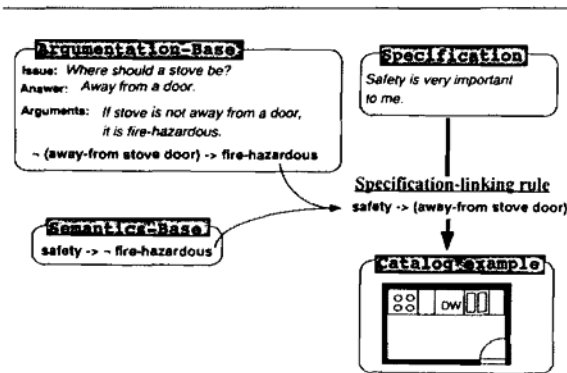 Argumentation-Base
Issue: Where should a stove be?
Answer: Away from a door.
Arguments: If stove is not away from a door,
it is fire-hazardous.
¬ (away-from stove door) -> fire-hazardous
Specification
Safety is very important
to me.
Specification-linking rule
safety -> (away-from stove door)
Semantics-Base
safety -> ¬ fire-hazardous
Catalog example
DW